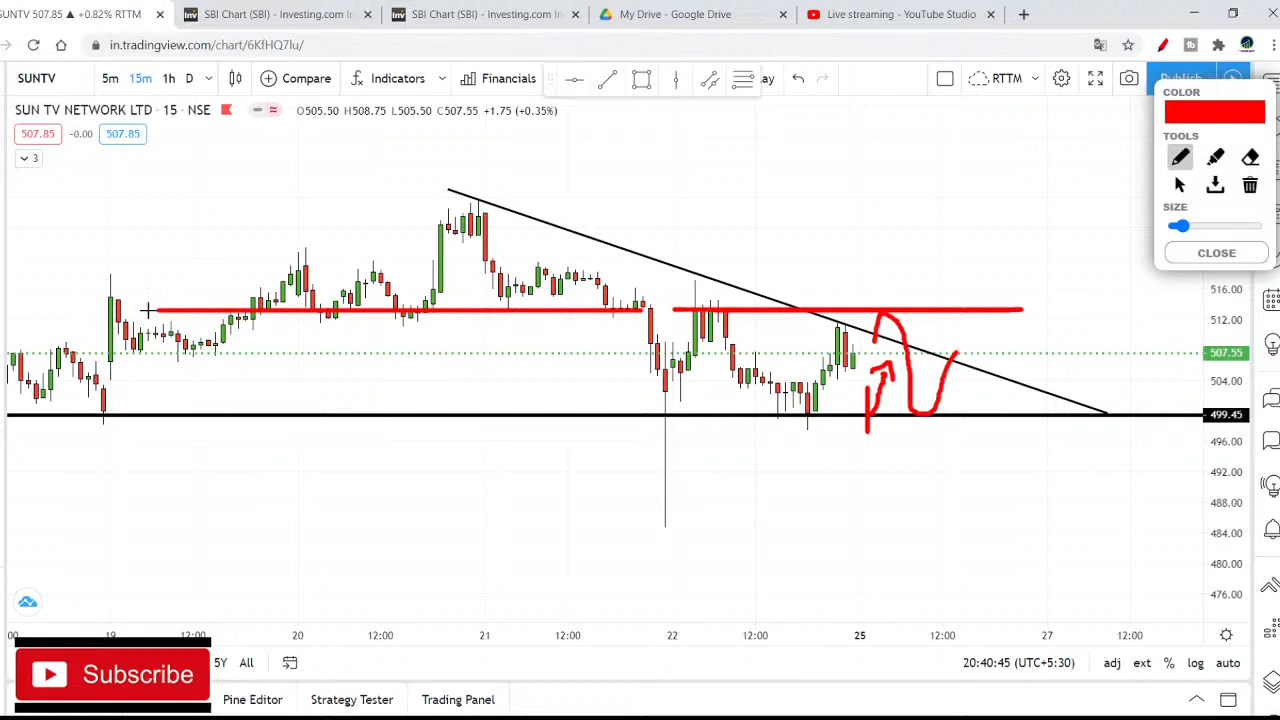 SUNTV 507.85 ▲ +0.82% RTTM
SBI Chart (SBI) - Investing.com In
SBI Chart (SBI) - Investing.com In
My Drive - Google Drive
Live streaming - YouTube Studio
in.tradingview.com/chart/6KfHQ7lu/
SUNTV 5m 15m 1h D Compare Indicators Financials RTTM Publish
SUN TV NETWORK LTD · 15 · NSE
O505.50 H508.75 L505.50 C507.85 +1.75 (+0.35%)
507.85 −0.00 507.85
3
COLOR
TOOLS
SIZE
CLOSE
516.00
512.00
507.55
504.00
499.45
496.00
492.00
488.00
484.00
480.00
476.00
19 12:00 20 12:00 21 12:00 22 12:00 25 12:00 27 12:00
5Y All 20:40:45 (UTC+5:30) adj ext % log auto
Subscribe
Pine Editor Strategy Tester Trading Panel